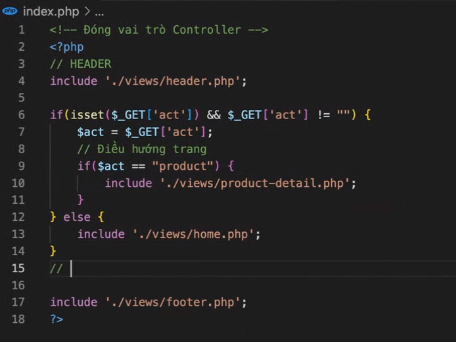 php index.php > ...
1 <!-- Đóng vai trò Controller -->
2 <?php
3 // HEADER
4 include './views/header.php';
5
6 if(isset($_GET['act']) && $_GET['act'] != "") {
7     $act = $_GET['act'];
8     // Điều hướng trang
9     if($act == "product") {
10         include './views/product-detail.php';
11     }
12 } else {
13     include './views/home.php';
14 }
15 //
16
17 include './views/footer.php';
18 ?>